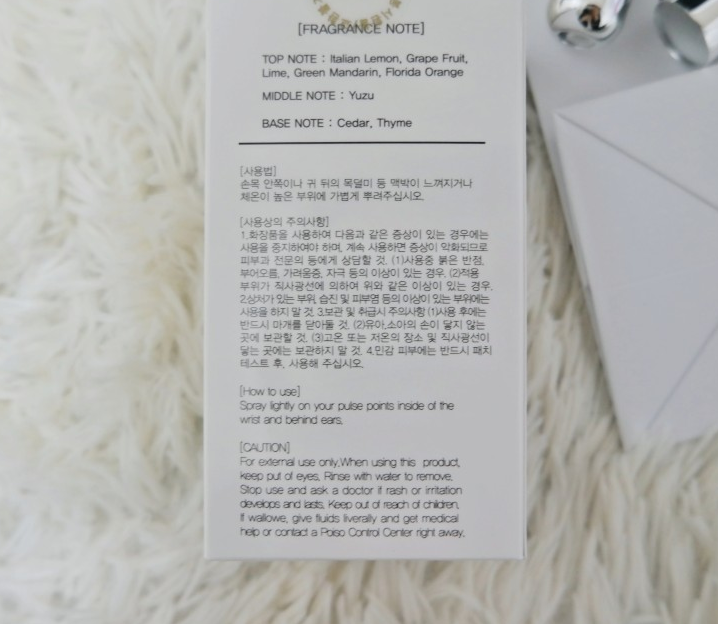 [FRAGRANCE NOTE]
TOP NOTE : Italian Lemon, Grape Fruit,
Lime, Green Mandarin, Florida Orange
MIDDLE NOTE : Yuzu
BASE NOTE : Cedar, Thyme
[사용법]
손목 안쪽이나 귀 뒤의 목덜미 등 맥박이 느껴지거나
체온이 높은 부위에 가볍게 뿌려주십시오.
[사용상의 주의사항]
1.화장품을 사용하여 다음과 같은 증상이 있는 경우에는
사용을 중지하여야 하며, 계속 사용하면 증상이 악화되므로
피부과 전문의 등에게 상담할 것. (1)사용중 붉은 반점,
부어오름, 가려움증, 자극 등의 이상이 있는 경우. (2)적용
부위가 직사광선에 의하여 위와 같은 이상이 있는 경우.
2.상처가 있는 부위, 습진 및 피부염 등의 이상이 있는 부위에는
사용을 하지 말 것. 3.보관 및 취급시 주의사항 (1)사용 후에는
반드시 마개를 닫아둘 것. (2)유아,소아의 손이 닿지 않는
곳에 보관할 것. (3)고온 또는 저온의 장소 및 직사광선이
닿는 곳에는 보관하지 말 것. 4.민감 피부에는 반드시 패치
테스트 후, 사용해 주십시오.
[How to use]
Spray lightly on your pulse points inside of the
wrist and behind ears.
[CAUTION]
For external use only.When using this product,
keep put of eyes. Rinse with water to remove.
Stop use and ask a doctor if rash or irritation
develops and lasts. Keep out of reach of children.
If wallowe, give fluids liverally and get medical
help or contact a Poiso Control Center right away.